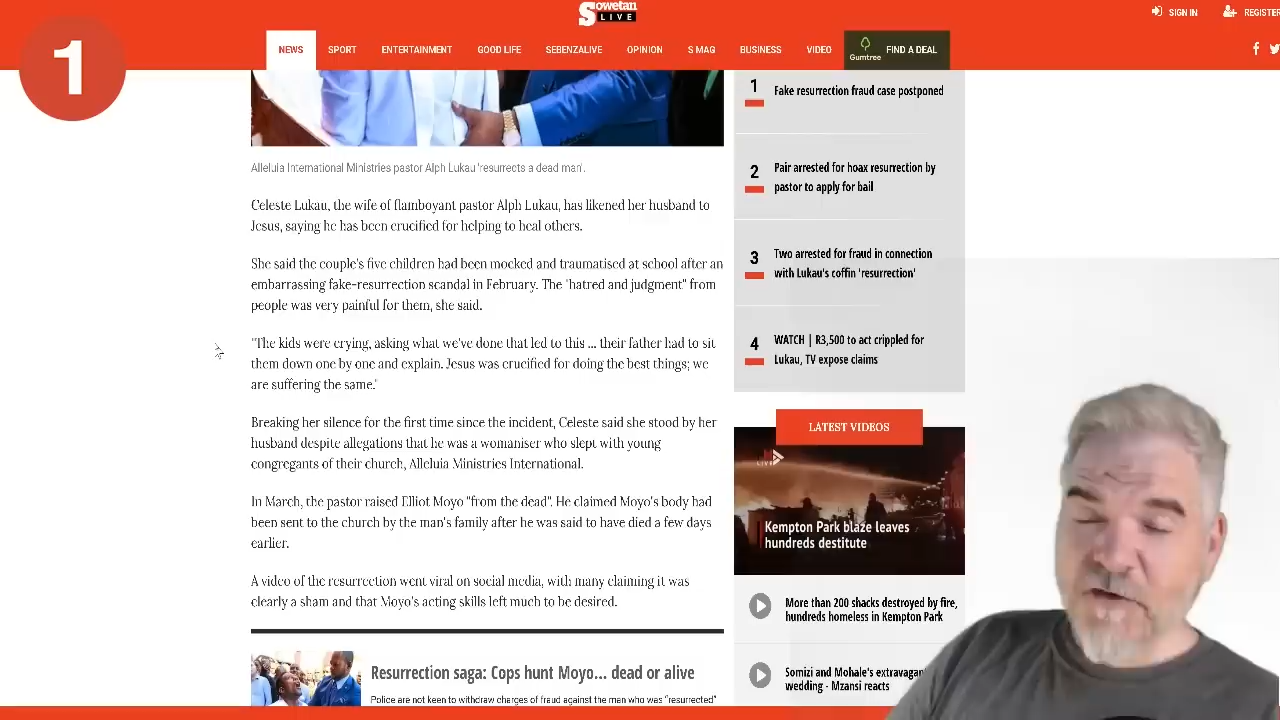 Sowetan
LIVE
SIGN IN
REGISTER
1
NEWS
SPORT
ENTERTAINMENT
GOOD LIFE
SEBENZALIVE
OPINION
S MAG
BUSINESS
VIDEO
Gumtree
FIND A DEAL
Alleluia International Ministries pastor Alph Lukau 'resurrects a dead man'.
Celeste Lukau, the wife of flamboyant pastor Alph Lukau, has likened her husband to
Jesus, saying he has been crucified for helping to heal others.
She said the couple's five children had been mocked and traumatised at school after an
embarrassing fake-resurrection scandal in February. The "hatred and judgment" from
people was very painful for them, she said.
"The kids were crying, asking what we've done that led to this ... their father had to sit
them down one by one and explain. Jesus was crucified for doing the best things; we
are suffering the same."
Breaking her silence for the first time since the incident, Celeste said she stood by her
husband despite allegations that he was a womaniser who slept with young
congregants of their church, Alleluia Ministries International.
In March, the pastor raised Elliot Moyo "from the dead". He claimed Moyo's body had
been sent to the church by the man's family after he was said to have died a few days
earlier.
A video of the resurrection went viral on social media, with many claiming it was
clearly a sham and that Moyo's acting skills left much to be desired.
Resurrection saga: Cops hunt Moyo... dead or alive
Police are not keen to withdraw charges of fraud against the man who was "resurrected"
1
Fake resurrection fraud case postponed
2
Pair arrested for hoax resurrection by
pastor to apply for bail
3
Two arrested for fraud in connection
with Lukau's coffin 'resurrection'
4
WATCH | R3,500 to act crippled for
Lukau, TV expose claims
LATEST VIDEOS
LIVE
Kempton Park blaze leaves
hundreds destitute
More than 200 shacks destroyed by fire,
hundreds homeless in Kempton Park
Somizi and Mohale's extravagan
wedding - Mzansi reacts